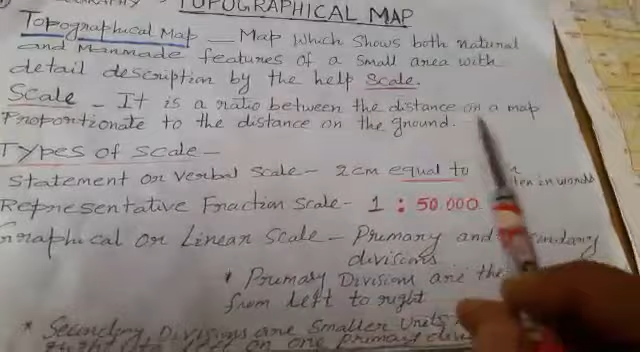 TOPOGRAPHICAL MAP
Topographical Map - Map which shows both natural
and Manmade features of a small area with
detail description by the help Scale.
Scale - It is a ratio between the distance on a map
Proportionate to the distance on the ground.
Types of scale -
Statement or Verbal Scale - 2cm equal to
ten in words
Representative Fraction Scale - 1 : 50.000
Graphical or Linear Scale - Primary and
divisions
* Primary Divisions are the
from left to right
* Secondary Divisions are Smaller Units
on one primary